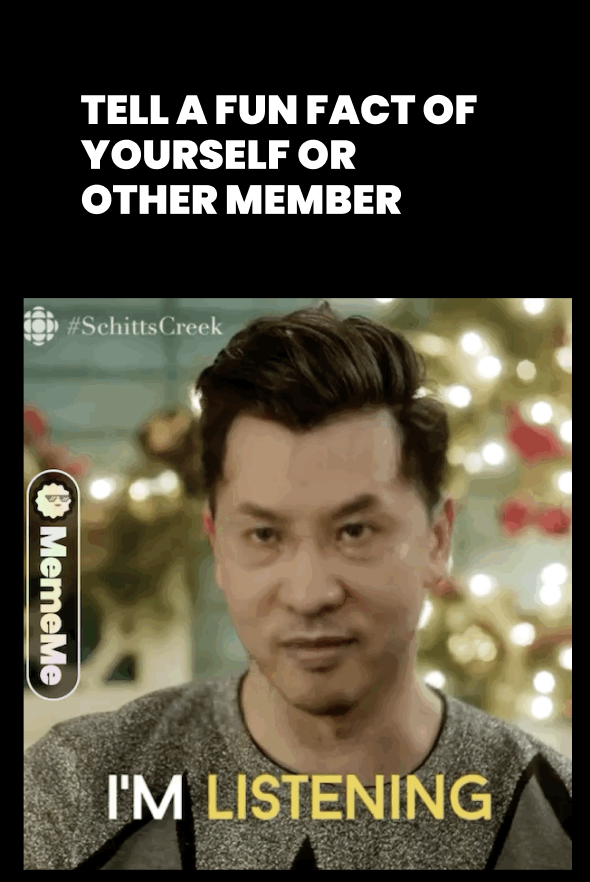 TELL A FUN FACT OF
YOURSELF OR
OTHER MEMBER
#SchittsCreek
MemeMe
I'M LISTENING